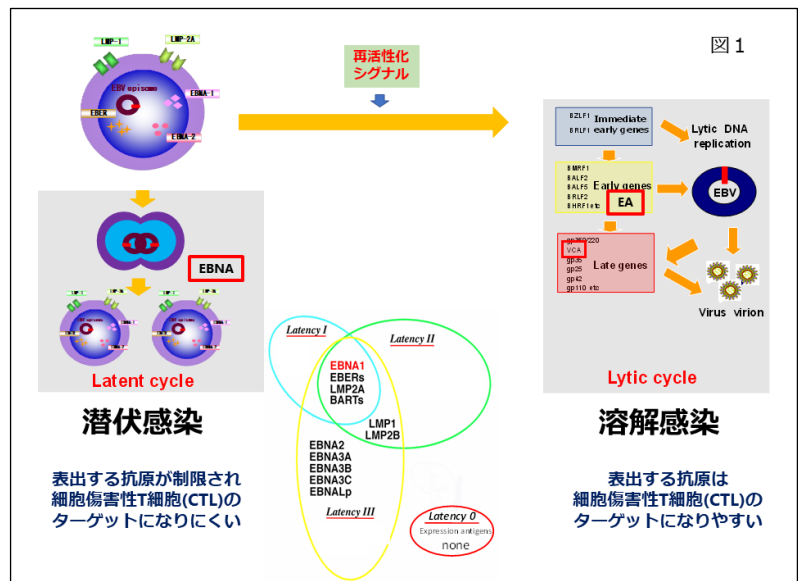 図１
LMP-1
LMP-2A
EBV episome
EBNA-1
EBER
EBNA-2
再活性化
シグナル
BZLF1
BRLF1
Immediate
early genes
Lytic DNA
replication
BMRF1
BALF2
BALF5
BRLF2
BHRF1 etc
Early genes
EA
EBV
gp350/220
VCA
gp35
gp25
gp42
gp110 etc
Late genes
Virus virion
Lytic cycle
EBNA
Latent cycle
潜伏感染
表出する抗原が制限され
細胞傷害性T細胞(CTL)の
ターゲットになりにくい
Latency I
Latency II
EBNA1
EBERs
LMP2A
BARTs
LMP1
LMP2B
EBNA2
EBNA3A
EBNA3B
EBNA3C
EBNALp
Latency III
Latency 0
Expression antigens
none
溶解感染
表出する抗原は
細胞傷害性T細胞(CTL)の
ターゲットになりやすい